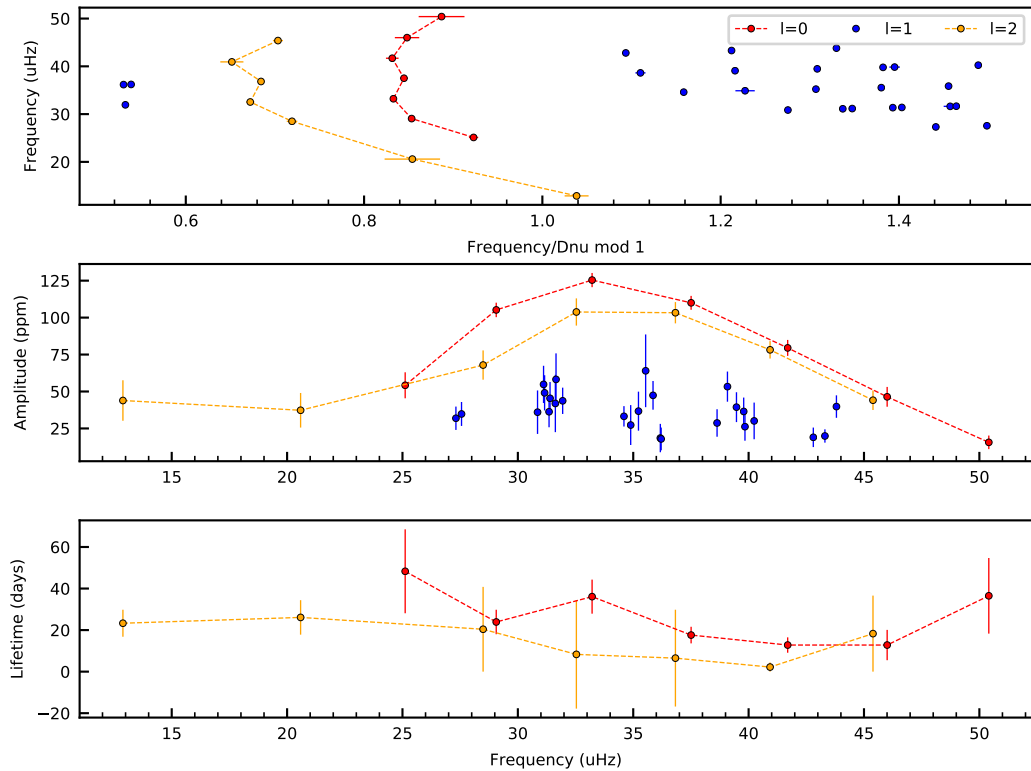 50
40
30
20
Frequency (uHz)
l=0 l=1 l=2
0.6 0.8 1.0 1.2 1.4
Frequency/Dnu mod 1
125
100
75
50
25
Amplitude (ppm)
15 20 25 30 35 40 45 50
60
40
20
0
−20
Lifetime (days)
15 20 25 30 35 40 45 50
Frequency (uHz)